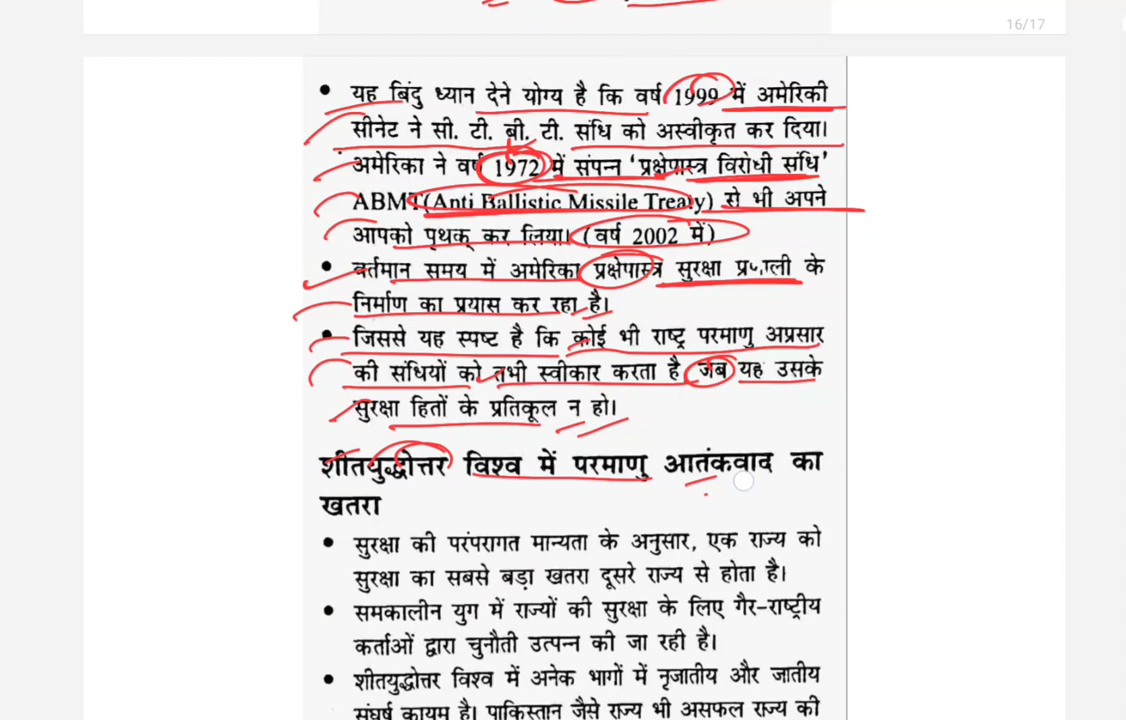 16/17
• यह बिंदु ध्यान देने योग्य है कि वर्ष 1999 में अमेरिकी
सीनेट ने सी. टी. बी. टी. संधि को अस्वीकृत कर दिया।
अमेरिका ने वर्ष 1972 में संपन्न 'प्रक्षेपास्त्र विरोधी संधि'
ABMT(Anti Ballistic Missile Treaty) से भी अपने
आपको पृथक् कर लिया। (वर्ष 2002 में)
• वर्तमान समय में अमेरिका प्रक्षेपास्त्र सुरक्षा प्रणाली के
निर्माण का प्रयास कर रहा है।
• जिससे यह स्पष्ट है कि कोई भी राष्ट्र परमाणु अप्रसार
की संधियों को तभी स्वीकार करता है जब यह उसके
सुरक्षा हितों के प्रतिकूल न हो।
शीतयुद्धोत्तर विश्व में परमाणु आतंकवाद का
खतरा
• सुरक्षा की परंपरागत मान्यता के अनुसार, एक राज्य को
सुरक्षा का सबसे बड़ा खतरा दूसरे राज्य से होता है।
• समकालीन युग में राज्यों की सुरक्षा के लिए गैर-राष्ट्रीय
कर्ताओं द्वारा चुनौती उत्पन्न की जा रही है।
• शीतयुद्धोत्तर विश्व में अनेक भागों में नृजातीय और जातीय
संघर्ष कायम है। पाकिस्तान जैसे राज्य भी असफल राज्य की